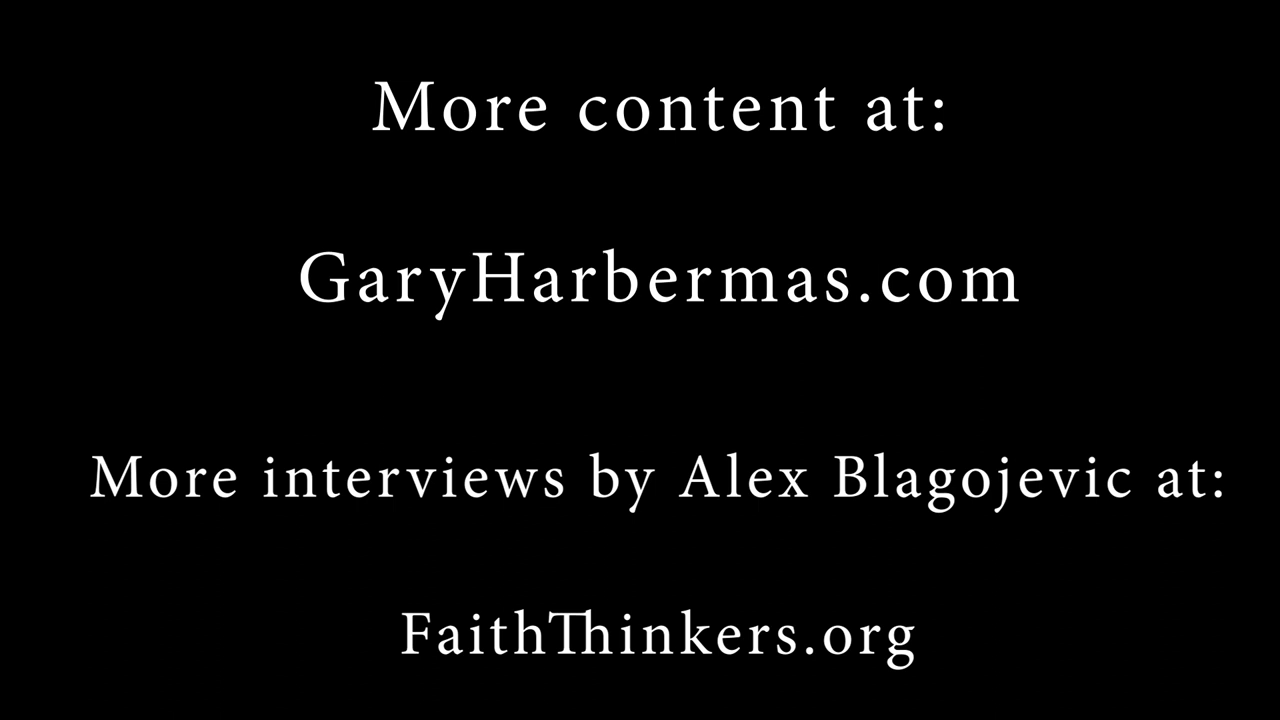 More content at:
GaryHarbermas.com
More interviews by Alex Blagojevic at:
FaithThinkers.org